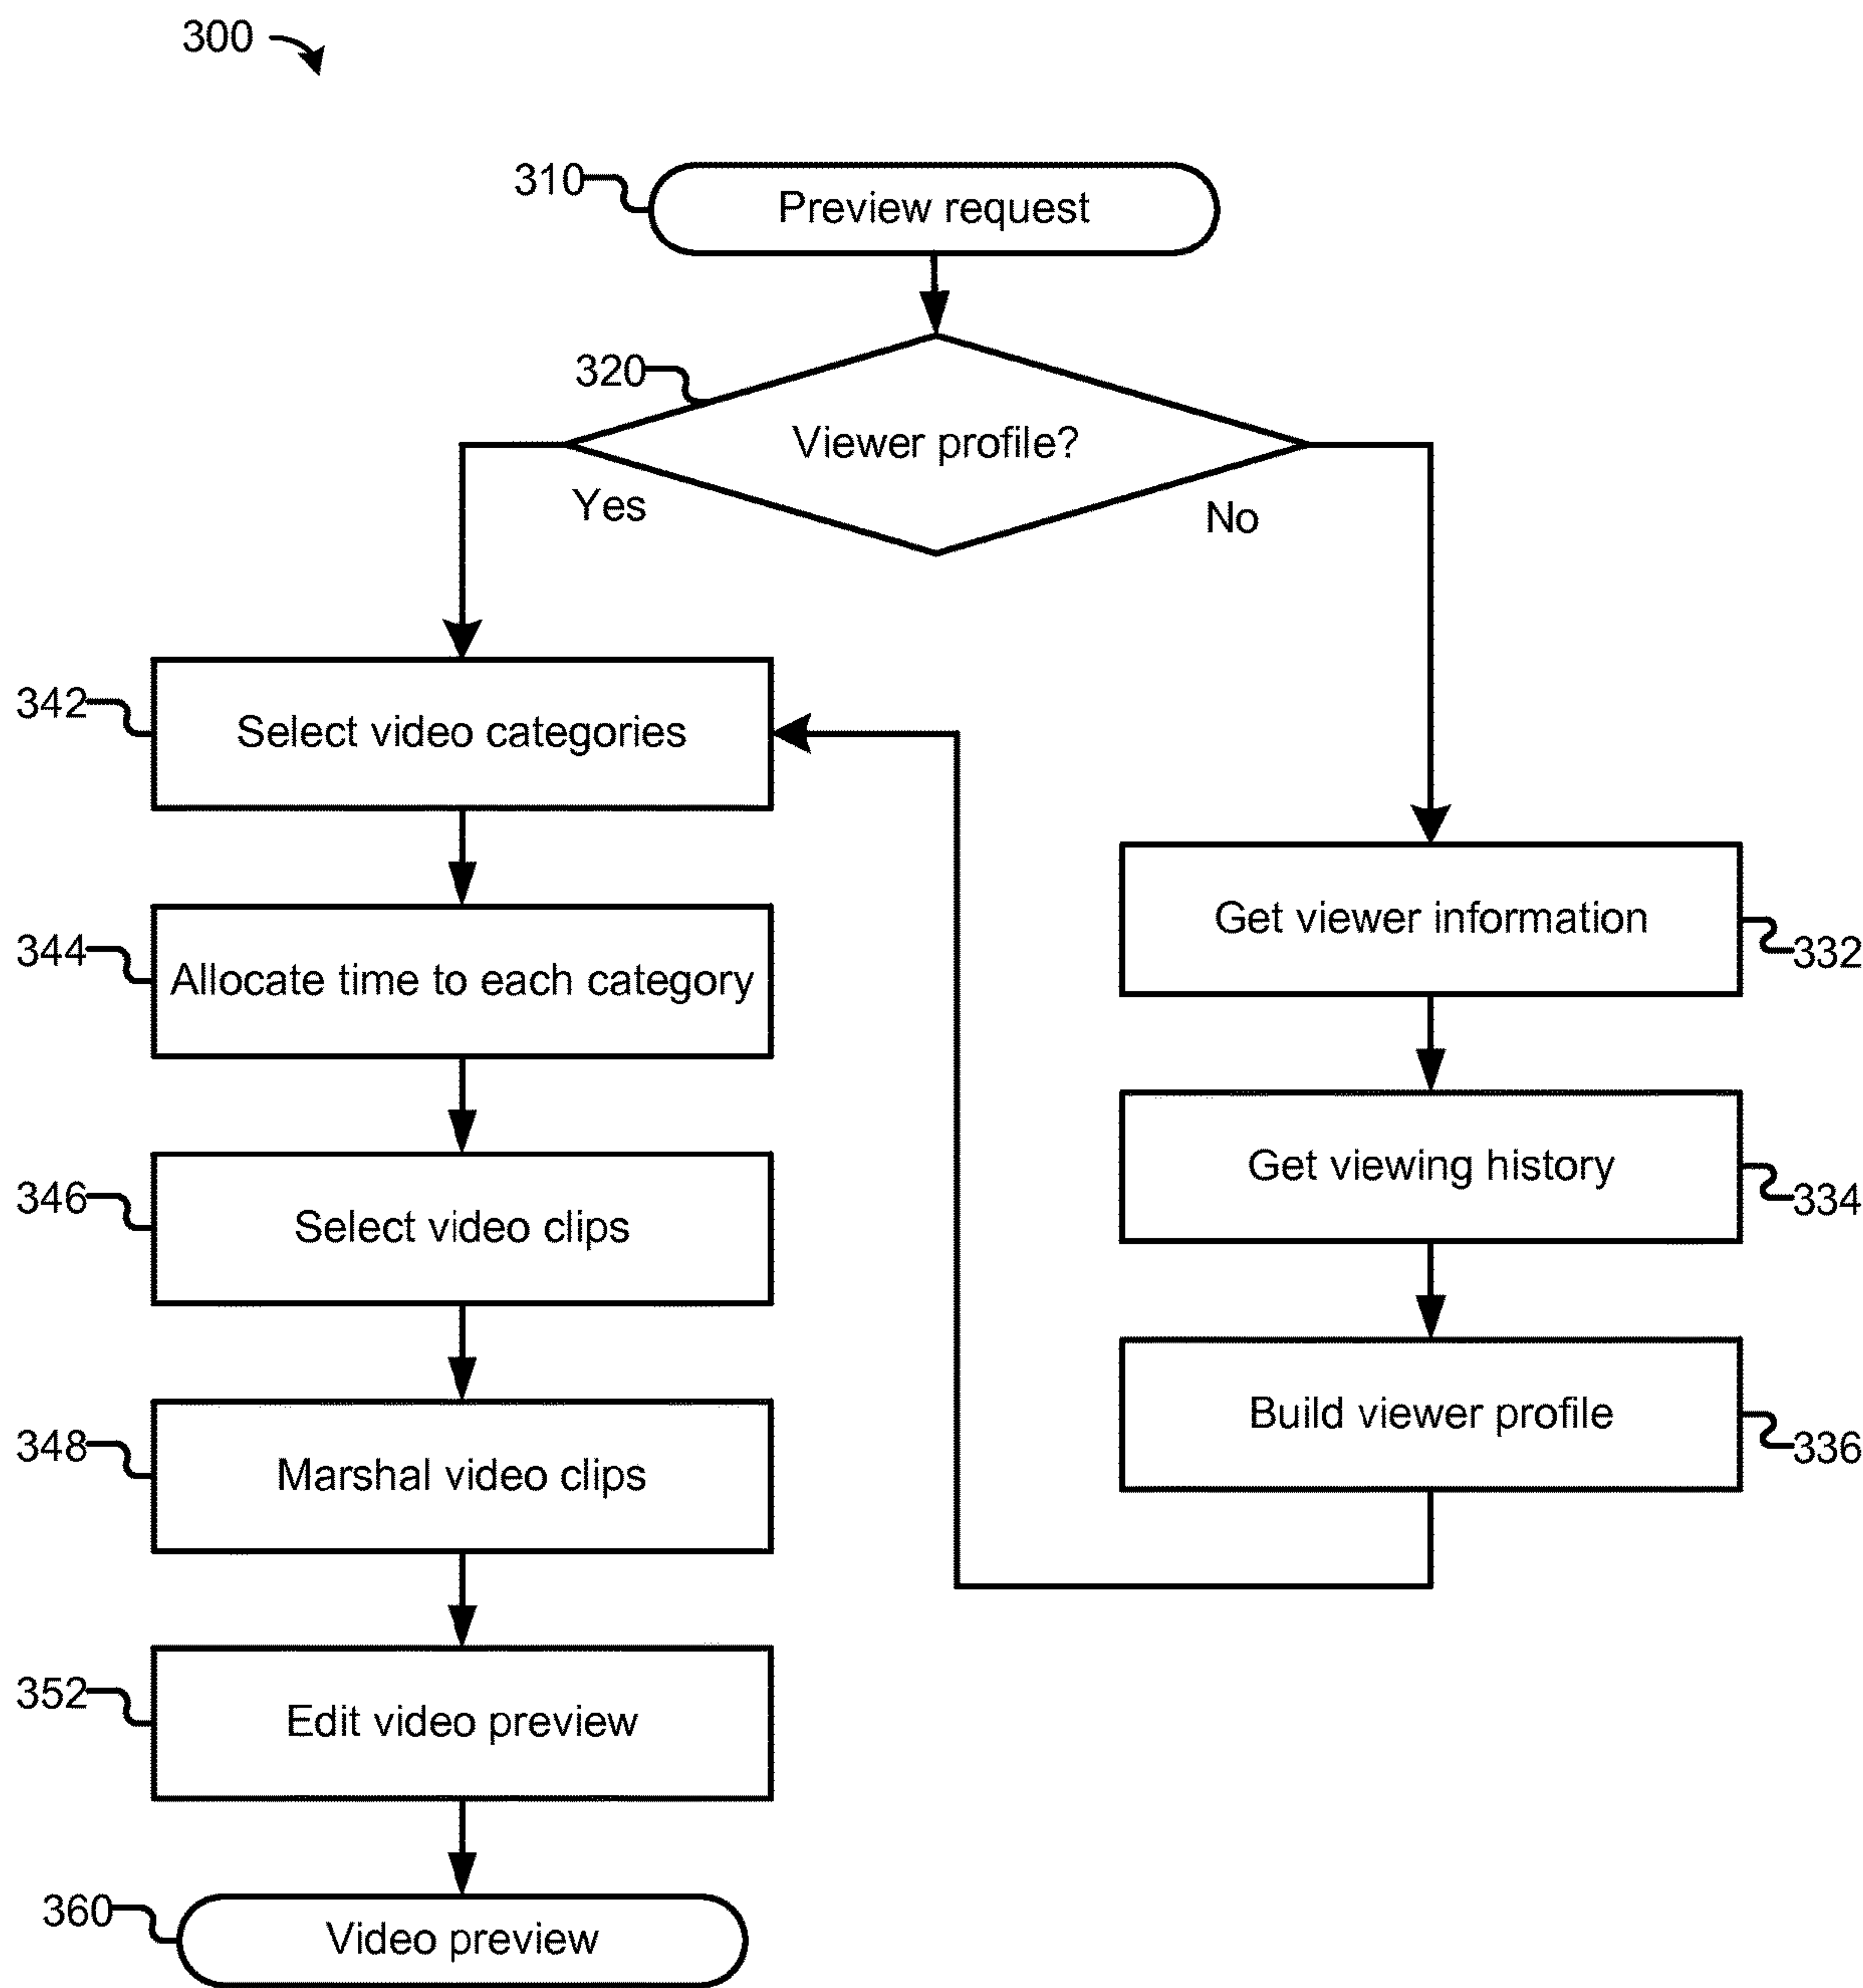 300
310
Preview request
320
Viewer profile?
Yes
No
342
Select video categories
344
Allocate time to each category
346
Select video clips
348
Marshal video clips
352
Edit video preview
360
Video preview
Get viewer information
332
Get viewing history
334
Build viewer profile
336